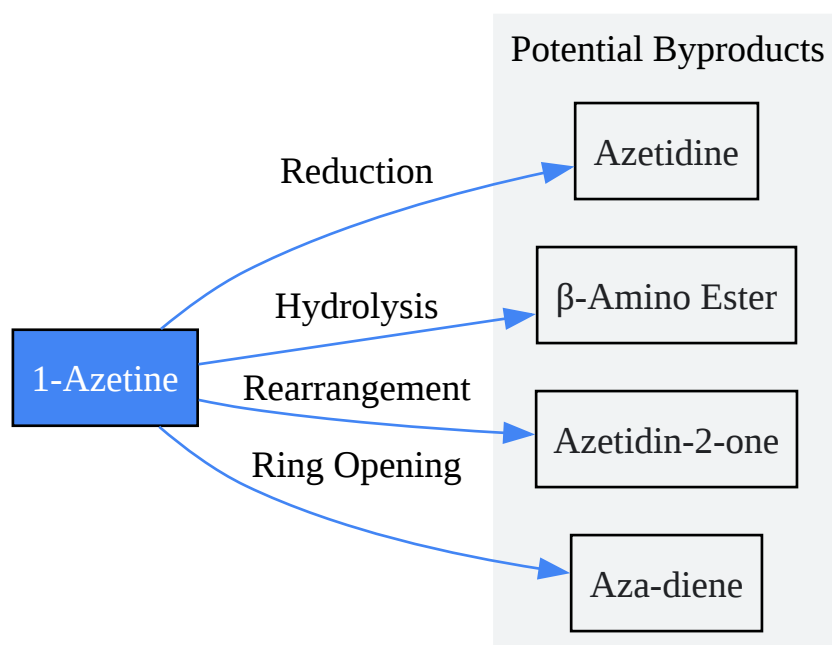 Potential Byproducts
Azetidine
Reduction
β-Amino Ester
Hydrolysis
1-Azetine
Rearrangement
Azetidin-2-one
Ring Opening
Aza-diene